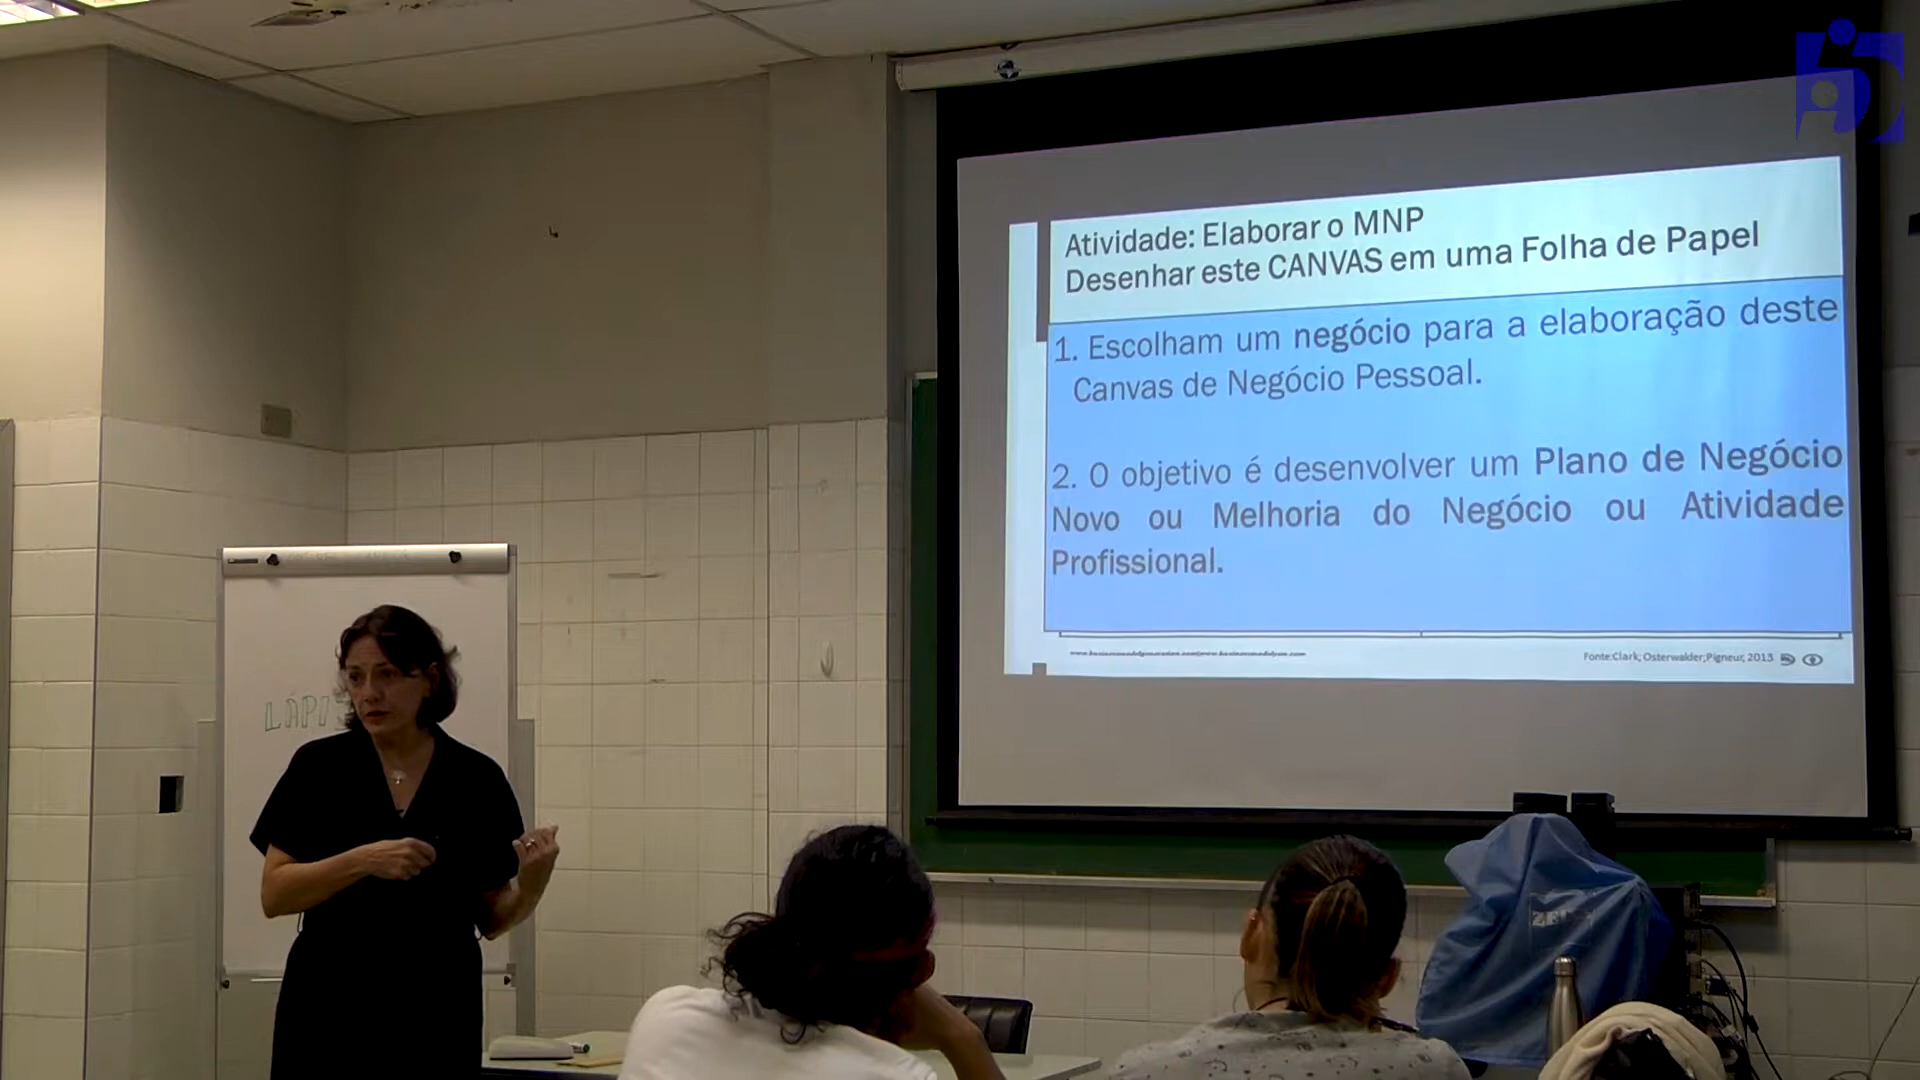 Atividade: Elaborar o MNP
Desenhar este CANVAS em uma Folha de Papel
1. Escolham um negócio para a elaboração deste
Canvas de Negócio Pessoal.
2. O objetivo é desenvolver um Plano de Negócio
Novo ou Melhoria do Negócio ou Atividade
Profissional.
Fonte:Clark; Osterwalder;Pigneur, 2013
LÁPIS